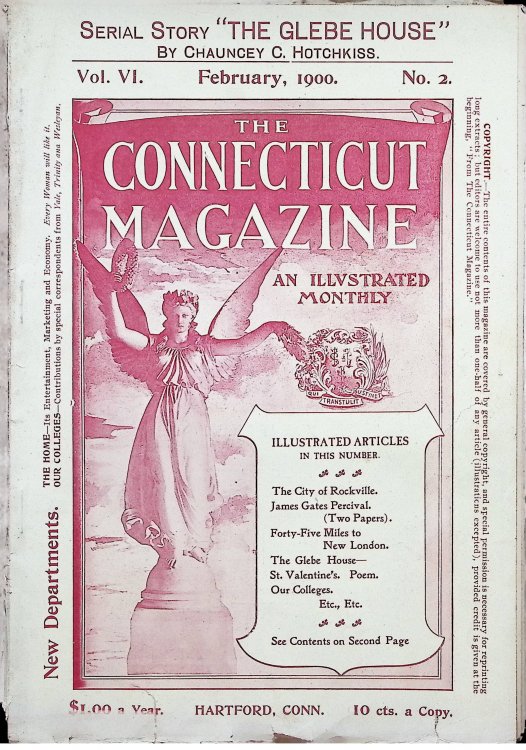 SERIAL STORY "THE GLEBE HOUSE"
BY CHAUNCEY C. HOTCHKISS.
Vol. VI. February, 1900. No. 2.
THE
CONNECTICUT
MAGAZINE
AN ILLVSTRATED
MONTHLY
QUI TRANSTULIT SUSTINET
ILLUSTRATED ARTICLES
IN THIS NUMBER.
The City of Rockville.
James Gates Percival.
(Two Papers).
Forty-Five Miles to
New London.
The Glebe House—
St. Valentine's. Poem.
Our Colleges.
Etc., Etc.
See Contents on Second Page
$1.00 a Year. HARTFORD, CONN. 10 cts. a Copy.
New Departments.
THE HOME—Its Entertainment, Marketing and Economy. Every Woman will like it.
OUR COLLEGES—Contributions by special correspondents from Yale, Trinity and Wesleyan.
COPYRIGHT—The entire contents of this magazine are covered by general copyright, and special permission is necessary for reprinting
long extracts; but editors are welcome to use not more than one-half of any article (illustrations excepted), provided credit is given at the
beginning, "From The Connecticut Magazine."